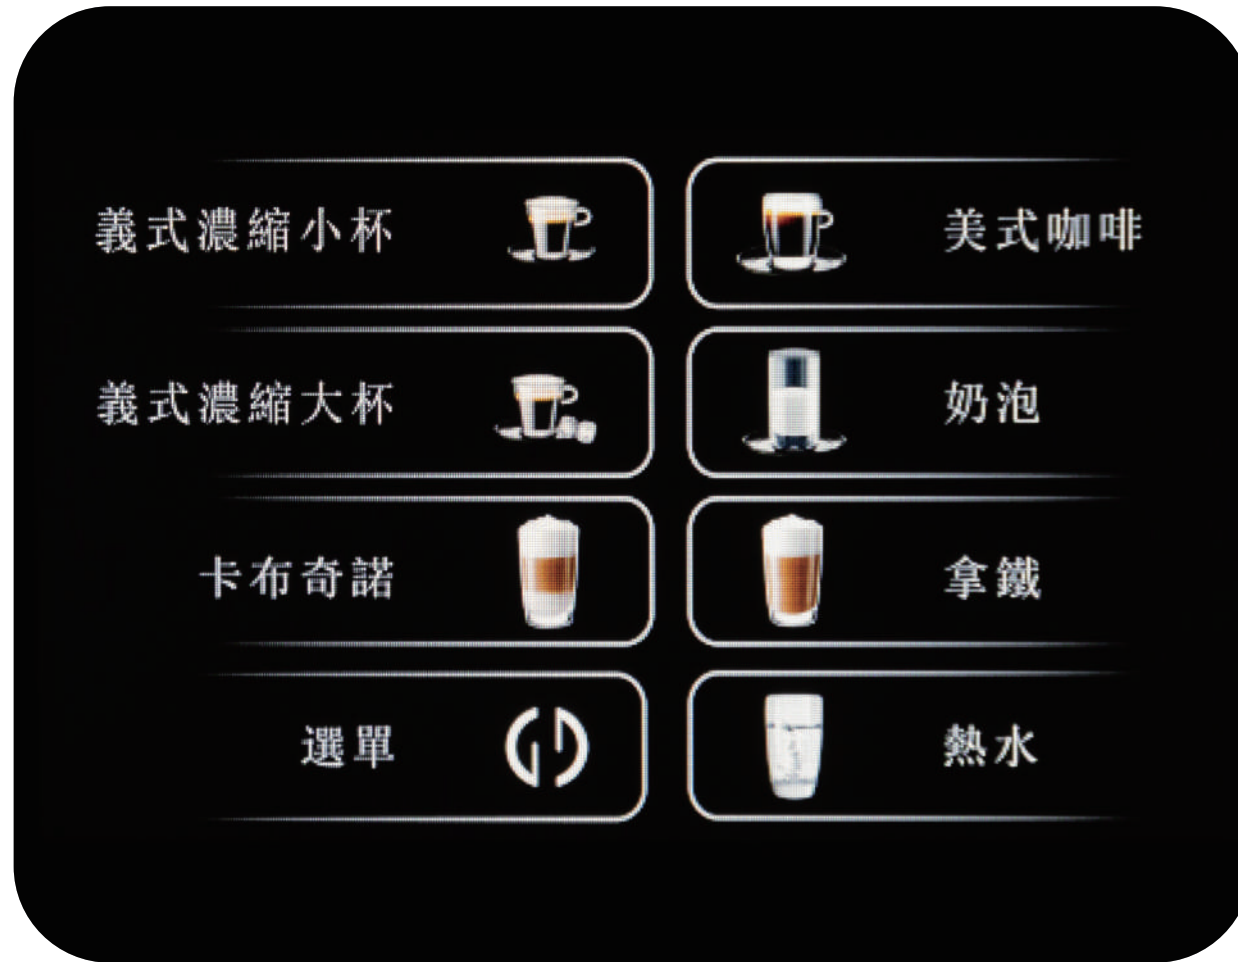 義式濃縮小杯
美式咖啡
義式濃縮大杯
奶泡
卡布奇諾
拿鐵
選單
熱水